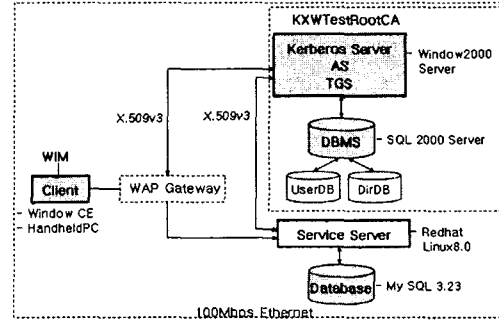 KXWTestRootCA
Kerberos Server
AS
TGS
Window2000
Server
X.509v3
X.509v3
DBMS
SQL 2000 Server
WIM
Client
WAP Gateway
UserDB
DirDB
- Window CE
- HandheldPC
Service Server
Redhat
Linux8.0
Database
My SQL 3.23
100Mbps Ethernet